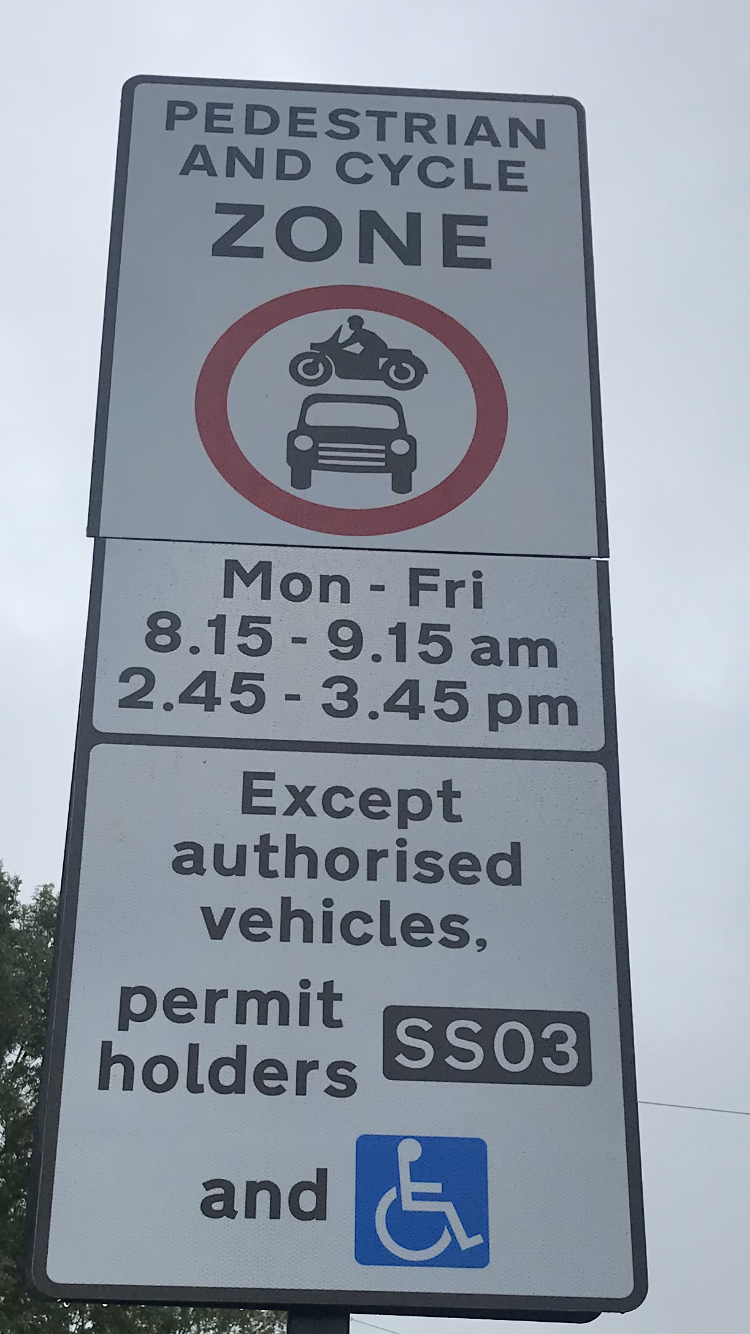 PEDESTRIAN
AND CYCLE
ZONE
Mon - Fri
8.15 - 9.15 am
2.45 - 3.45 pm
Except
authorised
vehicles,
permit
holders SS03
and